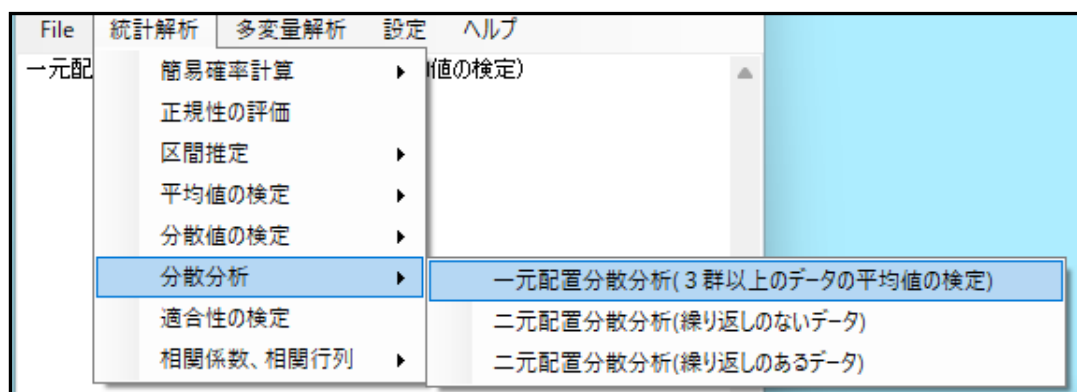 File 統計解析 多変量解析 設定 ヘルプ
一元配 値の検定)
簡易確率計算
正規性の評価
区間推定
平均値の検定
分散値の検定
分散分析
適合性の検定
相関係数、相関行列
一元配置分散分析(３群以上のデータの平均値の検定)
二元配置分散分析(繰り返しのないデータ)
二元配置分散分析(繰り返しのあるデータ)